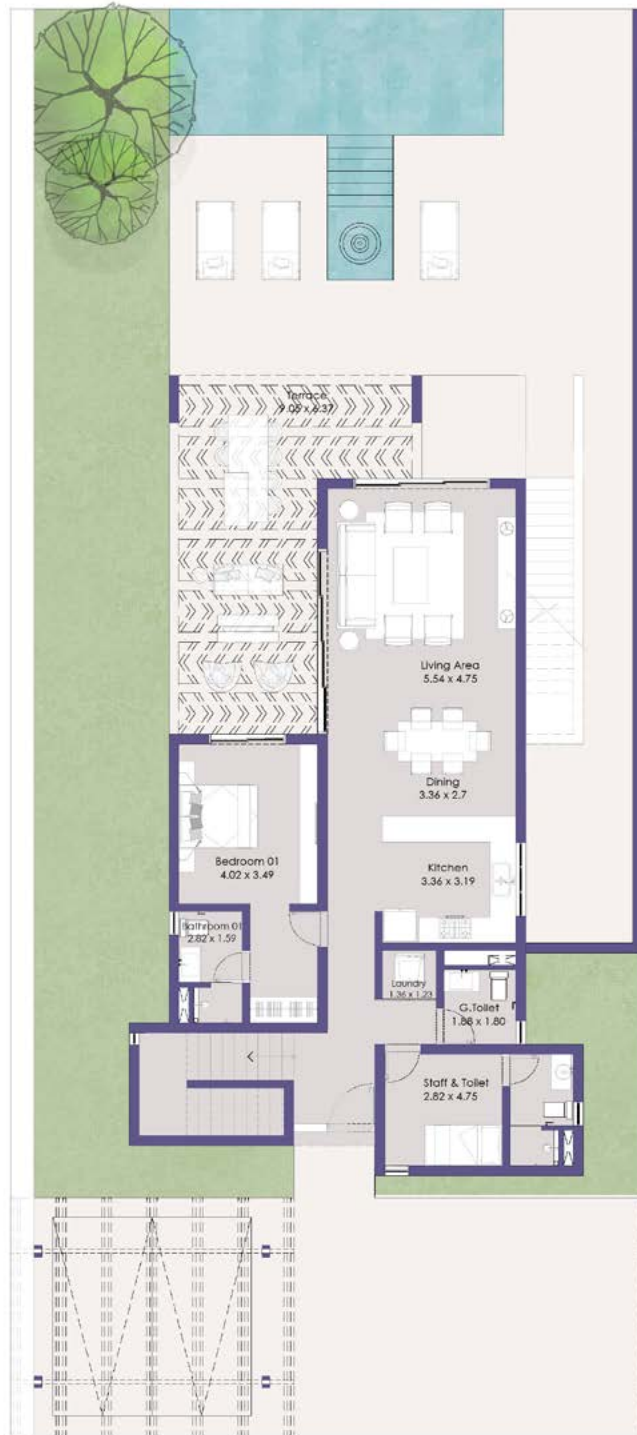 Terrace
9.05 x 6.37
Living Area
5.54 x 4.75
Dining
3.36 x 2.7
Kitchen
3.36 x 3.19
Bedroom 01
4.02 x 3.49
Bathroom 01
2.82 x 1.59
Laundry
1.36 x 1.23
G.Toilet
1.88 x 1.80
Staff & Toilet
2.82 x 4.75